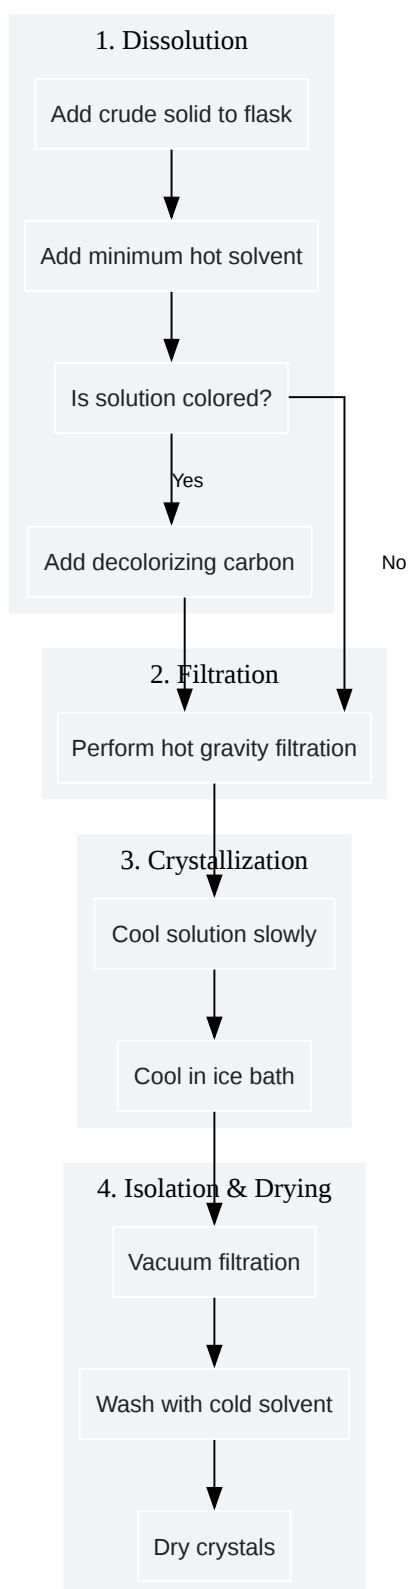 1. Dissolution
Add crude solid to flask
Add minimum hot solvent
Is solution colored?
Yes
Add decolorizing carbon
No
2. Filtration
Perform hot gravity filtration
3. Crystallization
Cool solution slowly
Cool in ice bath
4. Isolation & Drying
Vacuum filtration
Wash with cold solvent
Dry crystals